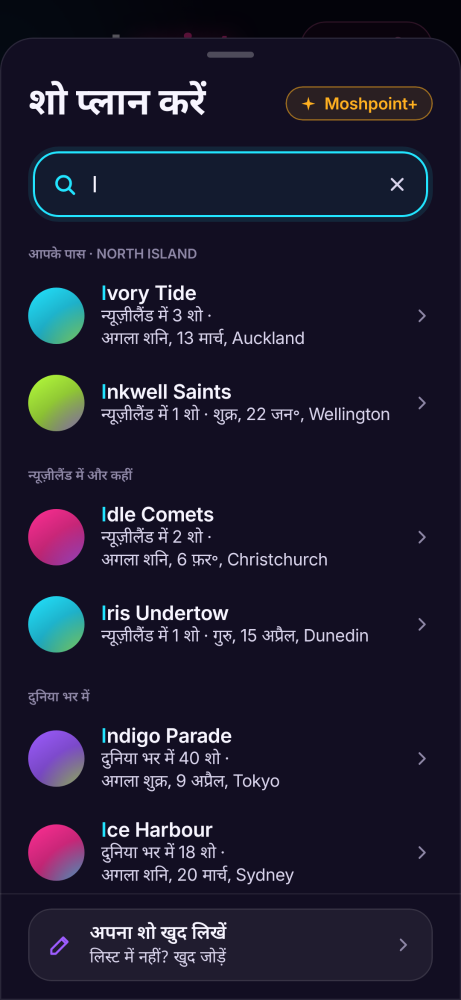 शो प्लान करें
Moshpoint+
I
आपके पास · NORTH ISLAND
Ivory Tide
न्यूज़ीलैंड में 3 शो ·
अगला शनि, 13 मार्च, Auckland
Inkwell Saints
न्यूज़ीलैंड में 1 शो · शुक्र, 22 जन॰, Wellington
न्यूज़ीलैंड में और कहीं
Idle Comets
न्यूज़ीलैंड में 2 शो ·
अगला शनि, 6 फ़र॰, Christchurch
Iris Undertow
न्यूज़ीलैंड में 1 शो · गुरु, 15 अप्रैल, Dunedin
दुनिया भर में
Indigo Parade
दुनिया भर में 40 शो ·
अगला शुक्र, 9 अप्रैल, Tokyo
Ice Harbour
दुनिया भर में 18 शो ·
अगला शनि, 20 मार्च, Sydney
अपना शो खुद लिखें
लिस्ट में नहीं? खुद जोड़ें